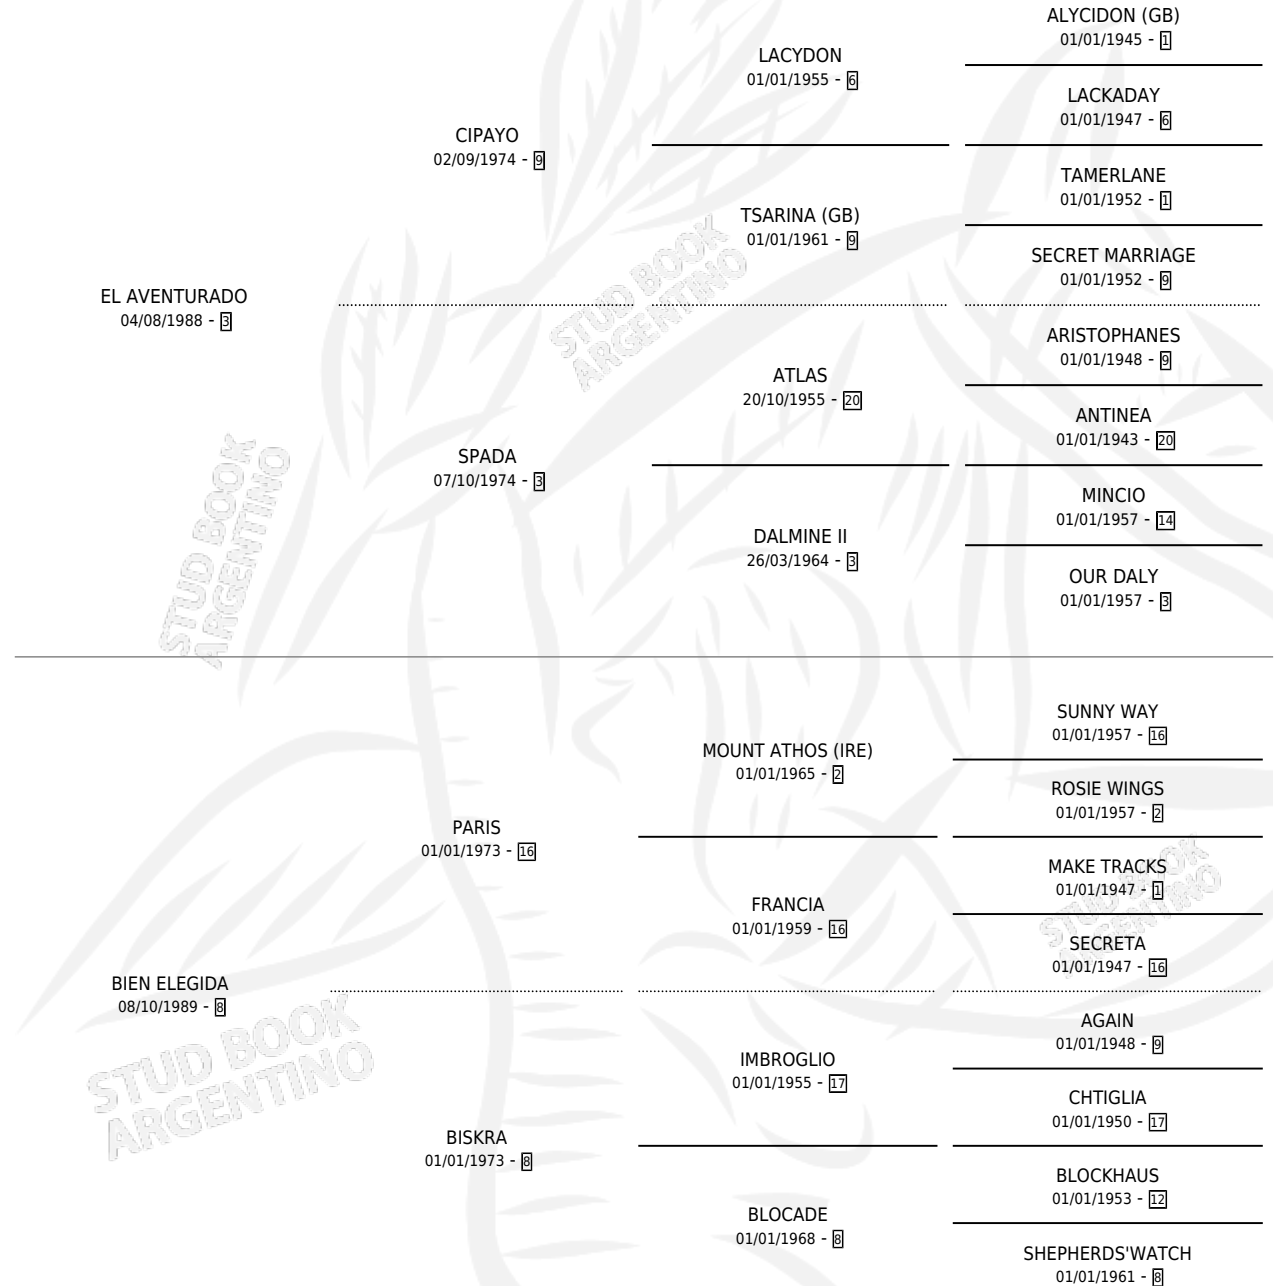 ALYCIDON (GB)
01/01/1945 - 1
LACYDON
01/01/1955 - 6
LACKADAY
01/01/1947 - 6
CIPAYO
02/09/1974 - 9
TAMERLANE
01/01/1952 - 1
TSARINA (GB)
01/01/1961 - 9
SECRET MARRIAGE
01/01/1952 - 9
EL AVENTURADO
04/08/1988 - 3
STUD BOOK
ARGENTINO
ARISTOPHANES
01/01/1948 - 9
ATLAS
20/10/1955 - 20
ANTINEA
01/01/1943 - 20
SPADA
07/10/1974 - 3
MINCIO
01/01/1957 - 14
DALMINE II
26/03/1964 - 3
OUR DALY
01/01/1957 - 3
STUD BOOK
ARGENTINO
SUNNY WAY
01/01/1957 - 16
MOUNT ATHOS (IRE)
01/01/1965 - 2
ROSIE WINGS
01/01/1957 - 2
PARIS
01/01/1973 - 16
MAKE TRACKS
01/01/1947 - 1
FRANCIA
01/01/1959 - 16
SECRETA
01/01/1947 - 16
STUD BOOK
ARGENTINO
BIEN ELEGIDA
08/10/1989 - 8
AGAIN
01/01/1948 - 9
IMBROGLIO
01/01/1955 - 17
CHTIGLIA
01/01/1950 - 17
STUD BOOK
ARGENTINO
BISKRA
01/01/1973 - 8
BLOCKHAUS
01/01/1953 - 12
BLOCADE
01/01/1968 - 8
SHEPHERDS'WATCH
01/01/1961 - 8